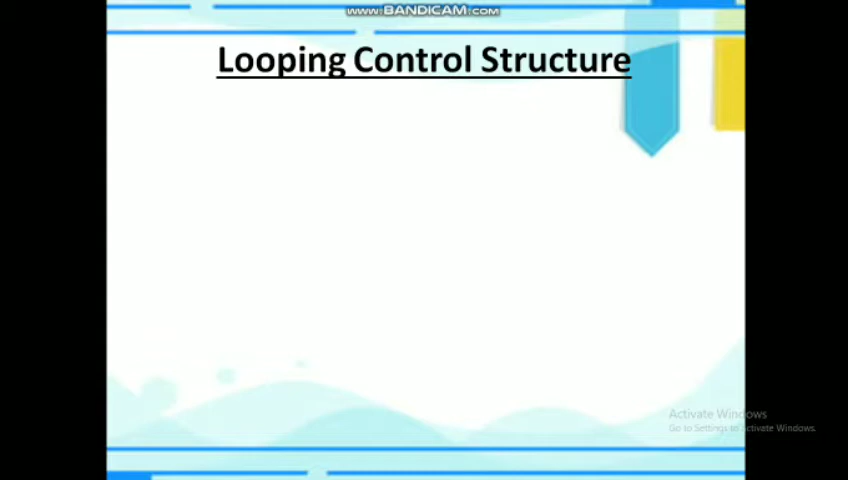 www.BANDICAM.com
Looping Control Structure
Activate Windows
Go to Settings to Activate Windows.